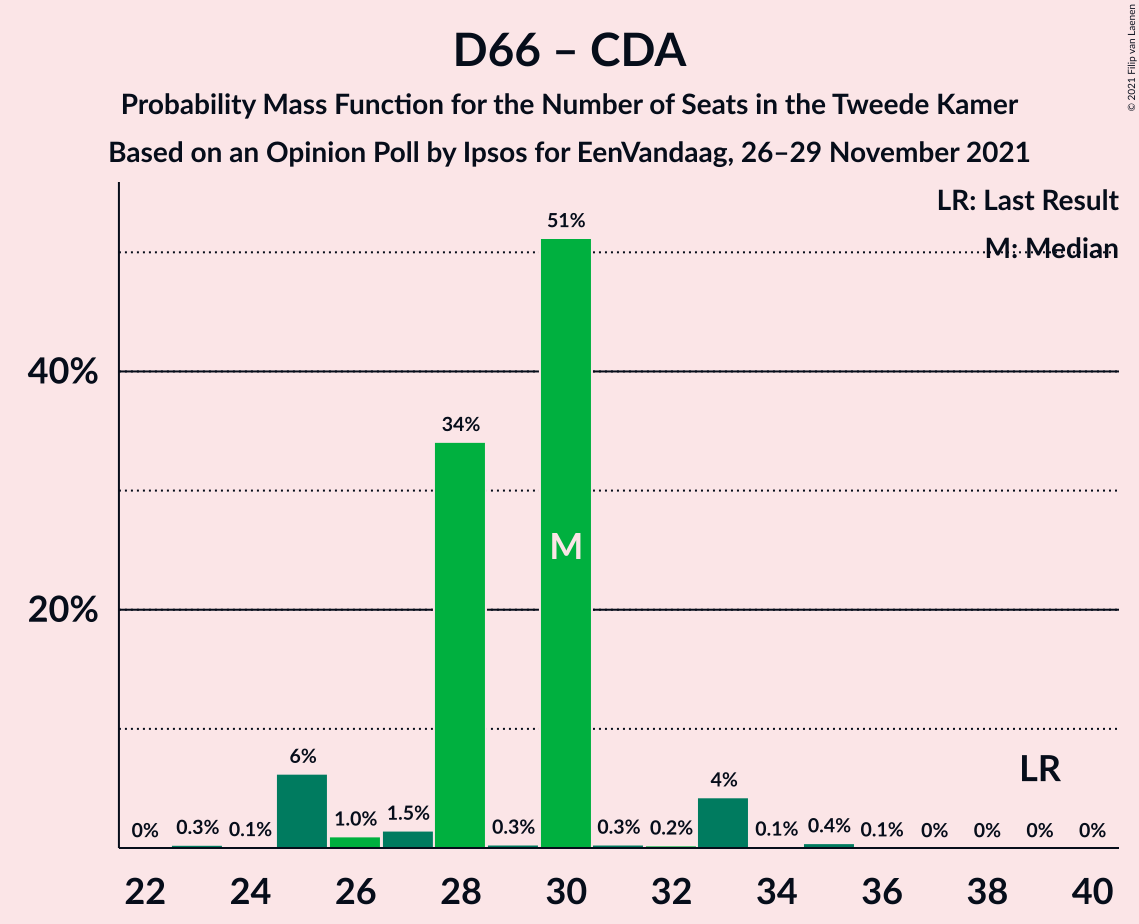 D66 – CDA
Probability Mass Function for the Number of Seats in the Tweede Kamer
Based on an Opinion Poll by Ipsos for EenVandaag, 26–29 November 2021
© 2021 Filip van Laenen
LR: Last Result
M: Median
40%
20%
0%
0.3%
0.1%
6%
1.0%
1.5%
34%
0.3%
51%
0.3%
0.2%
4%
0.1%
0.4%
0.1%
0%
0%
0%
0%
M
LR
22 24 26 28 30 32 34 36 38 40